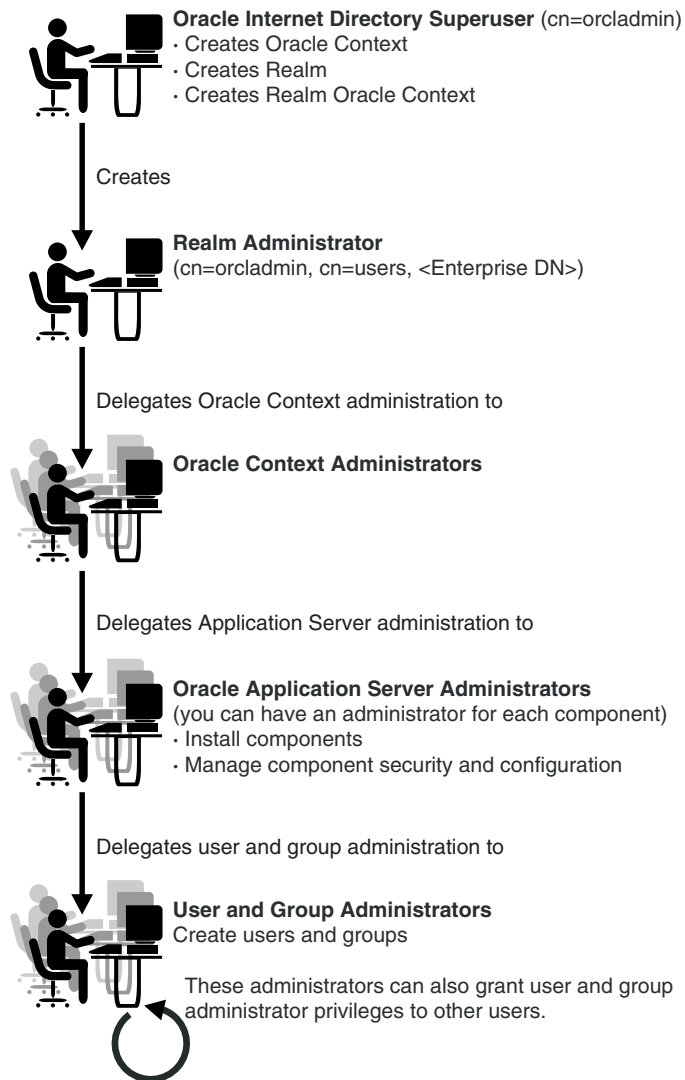 Oracle Internet Directory Superuser (cn=orcladmin)
· Creates Oracle Context
· Creates Realm
· Creates Realm Oracle Context
Creates
Realm Administrator
(cn=orcladmin, cn=users, <Enterprise DN>)
Delegates Oracle Context administration to
Oracle Context Administrators
Delegates Application Server administration to
Oracle Application Server Administrators
(you can have an administrator for each component)
· Install components
· Manage component security and configuration
Delegates user and group administration to
User and Group Administrators
Create users and groups
These administrators can also grant user and group
administrator privileges to other users.